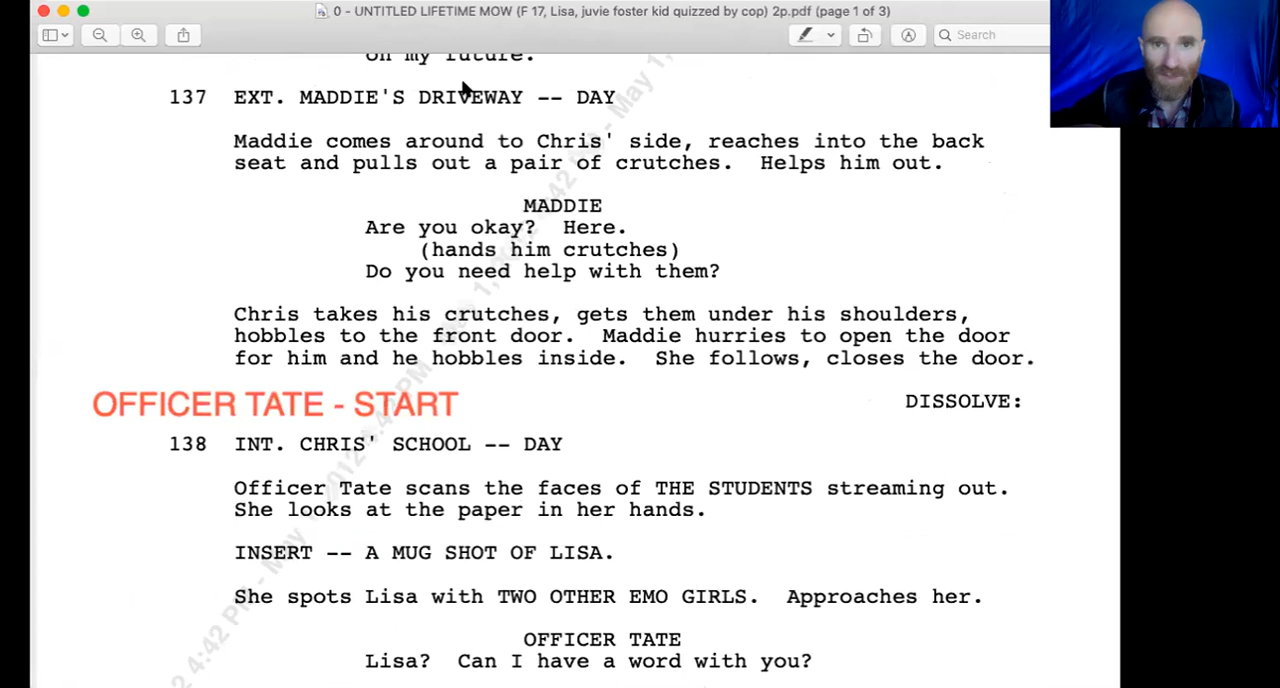 0 - UNTITLED LIFETIME MOW (F 17, Lisa, juvie foster kid quizzed by cop) 2p.pdf (page 1 of 3)
Search
on my future.
137 EXT. MADDIE'S DRIVEWAY -- DAY
Maddie comes around to Chris' side, reaches into the back
seat and pulls out a pair of crutches. Helps him out.
MADDIE
Are you okay? Here.
(hands him crutches)
Do you need help with them?
Chris takes his crutches, gets them under his shoulders,
hobbles to the front door. Maddie hurries to open the door
for him and he hobbles inside. She follows, closes the door.
OFFICER TATE - START
DISSOLVE:
138 INT. CHRIS' SCHOOL -- DAY
Officer Tate scans the faces of THE STUDENTS streaming out.
She looks at the paper in her hands.
INSERT -- A MUG SHOT OF LISA.
She spots Lisa with TWO OTHER EMO GIRLS. Approaches her.
OFFICER TATE
Lisa? Can I have a word with you?